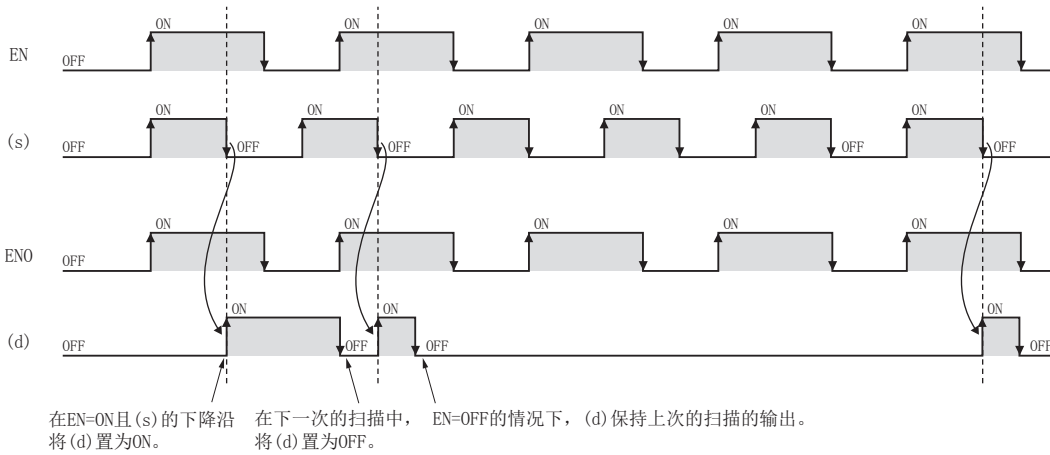 ON ON ON ON ON
EN OFF
ON ON ON ON ON ON
(s) OFF OFF OFF OFF OFF
ON ON ON ON ON
ENO OFF
ON ON ON
(d) OFF OFF OFF OFF
在EN=ON且(s)的下降沿 在下一次的扫描中， EN=OFF的情况下，(d)保持上次的扫描的输出。
将(d)置为ON。 将(d)置为OFF。